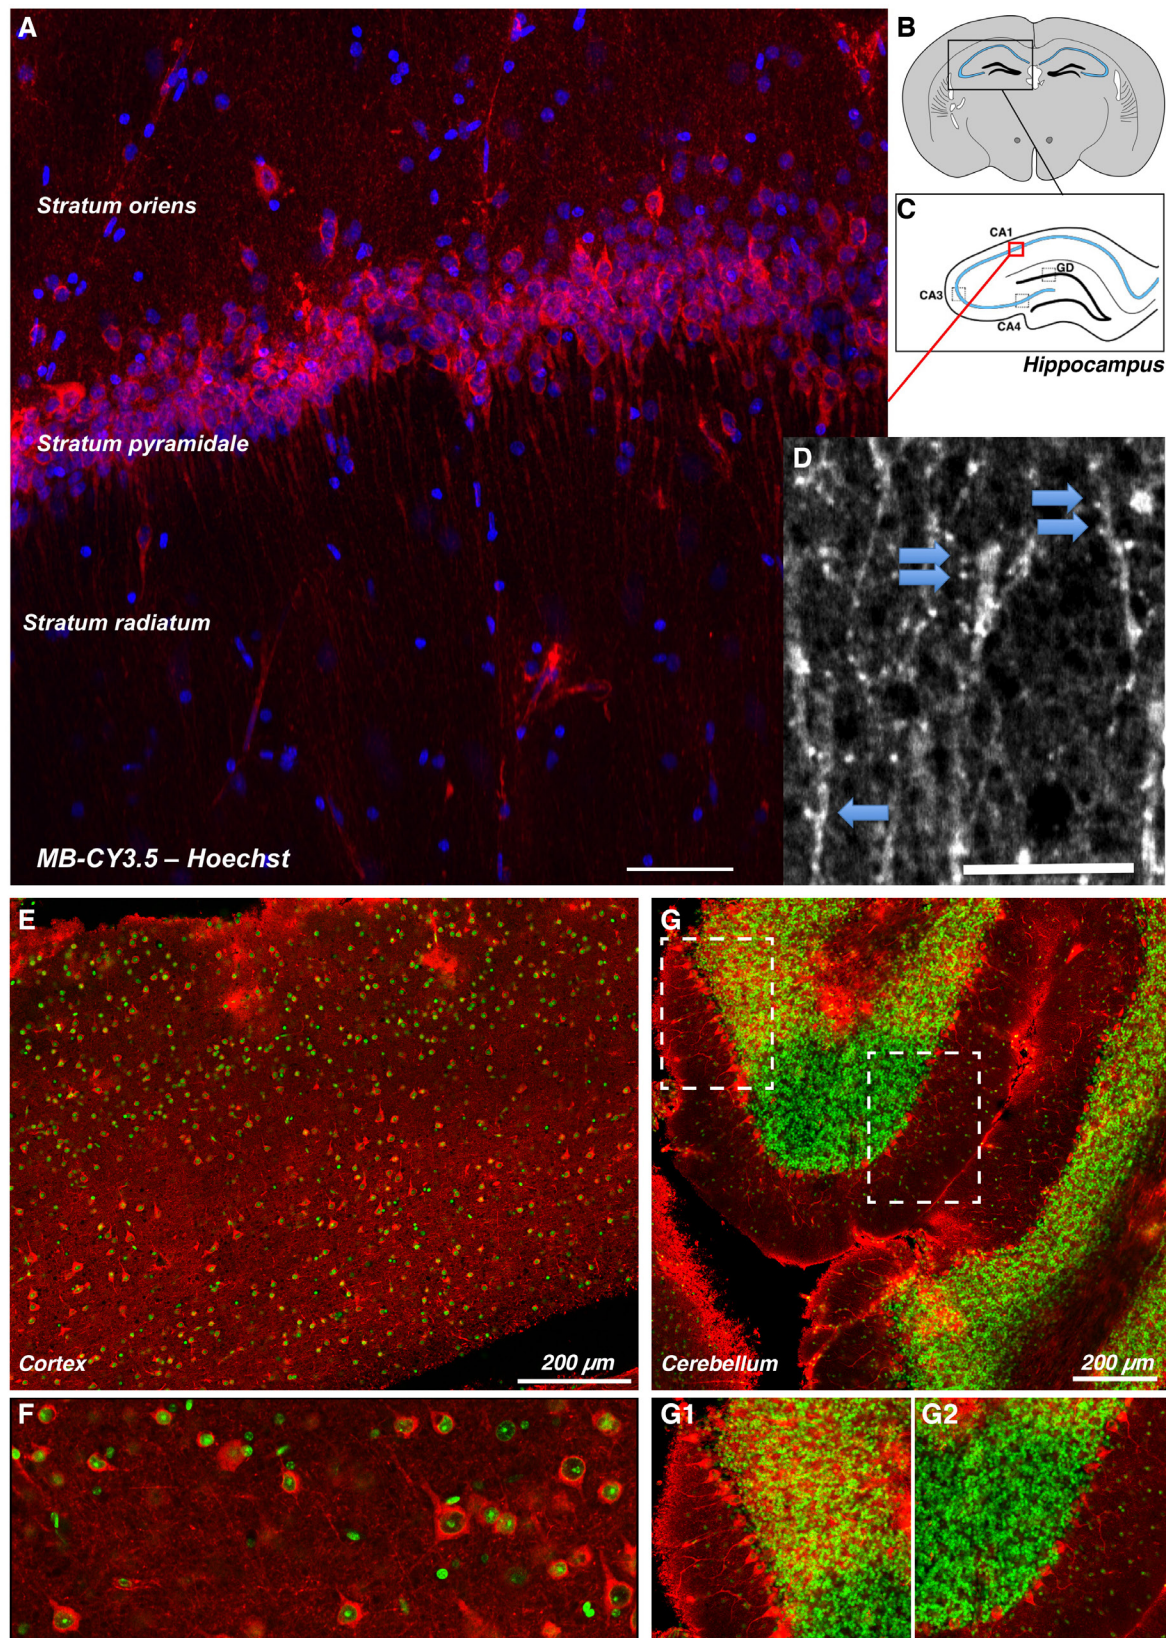 A
Stratum oriens
Stratum pyramidale
Stratum radiatum
MB-CY3.5 – Hoechst
B
C
CA1
GD
CA3
CA4
Hippocampus
D
E
Cortex
200 µm
F
G
Cerebellum
200 µm
G1
G2